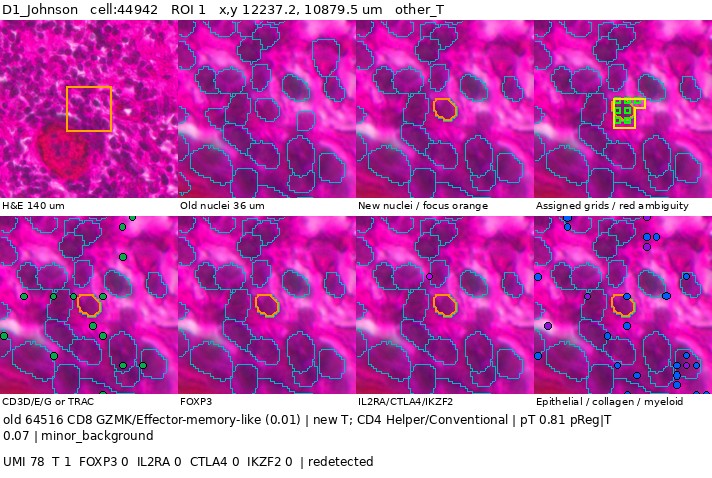 D1_Johnson   cell:44942   ROI 1   x,y 12237.2, 10879.5 um   other_T
H&E 140 um
Old nuclei 36 um
New nuclei / focus orange
Assigned grids / red ambiguity
CD3D/E/G or TRAC
FOXP3
IL2RA/CTLA4/IKZF2
Epithelial / collagen / myeloid
old 64516 CD8 GZMK/Effector-memory-like (0.01) | new T; CD4 Helper/Conventional | pT 0.81 pReg|T
0.07 | minor_background
UMI 78  T 1  FOXP3 0  IL2RA 0  CTLA4 0  IKZF2 0  | redetected